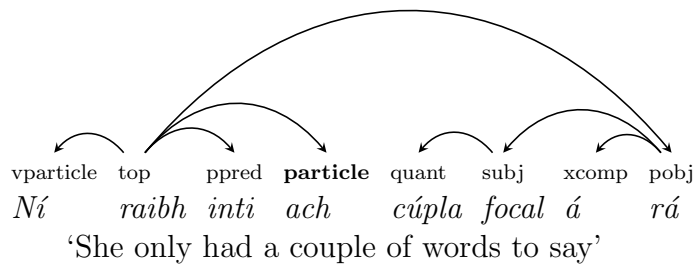 vparticle top ppred particle quant subj xcomp pobj
Ní raibh inti ach cúpla focal á rá
‘She only had a couple of words to say’